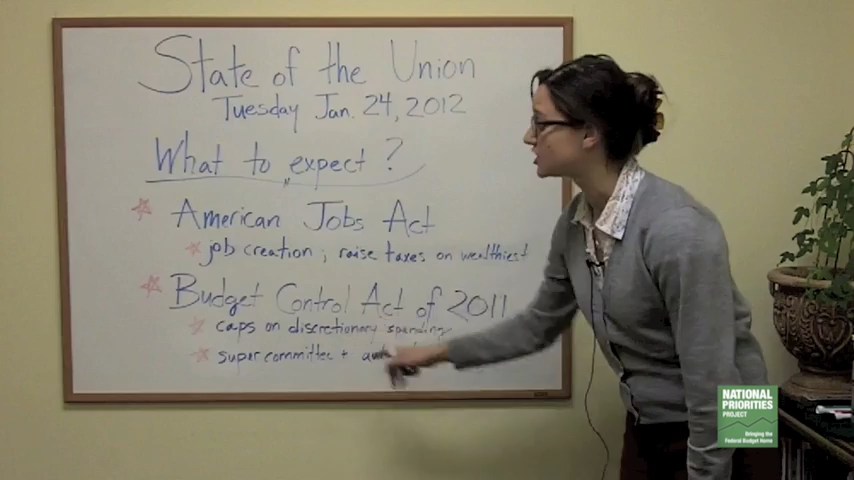 State of the Union
Tuesday Jan. 24, 2012
What to expect?
American Jobs Act
job creation; raise taxes on wealthiest
Budget Control Act of 2011
caps on discretionary spending
super committee +
NATIONAL
PRIORITIES
PROJECT
Bringing the
Federal Budget Home